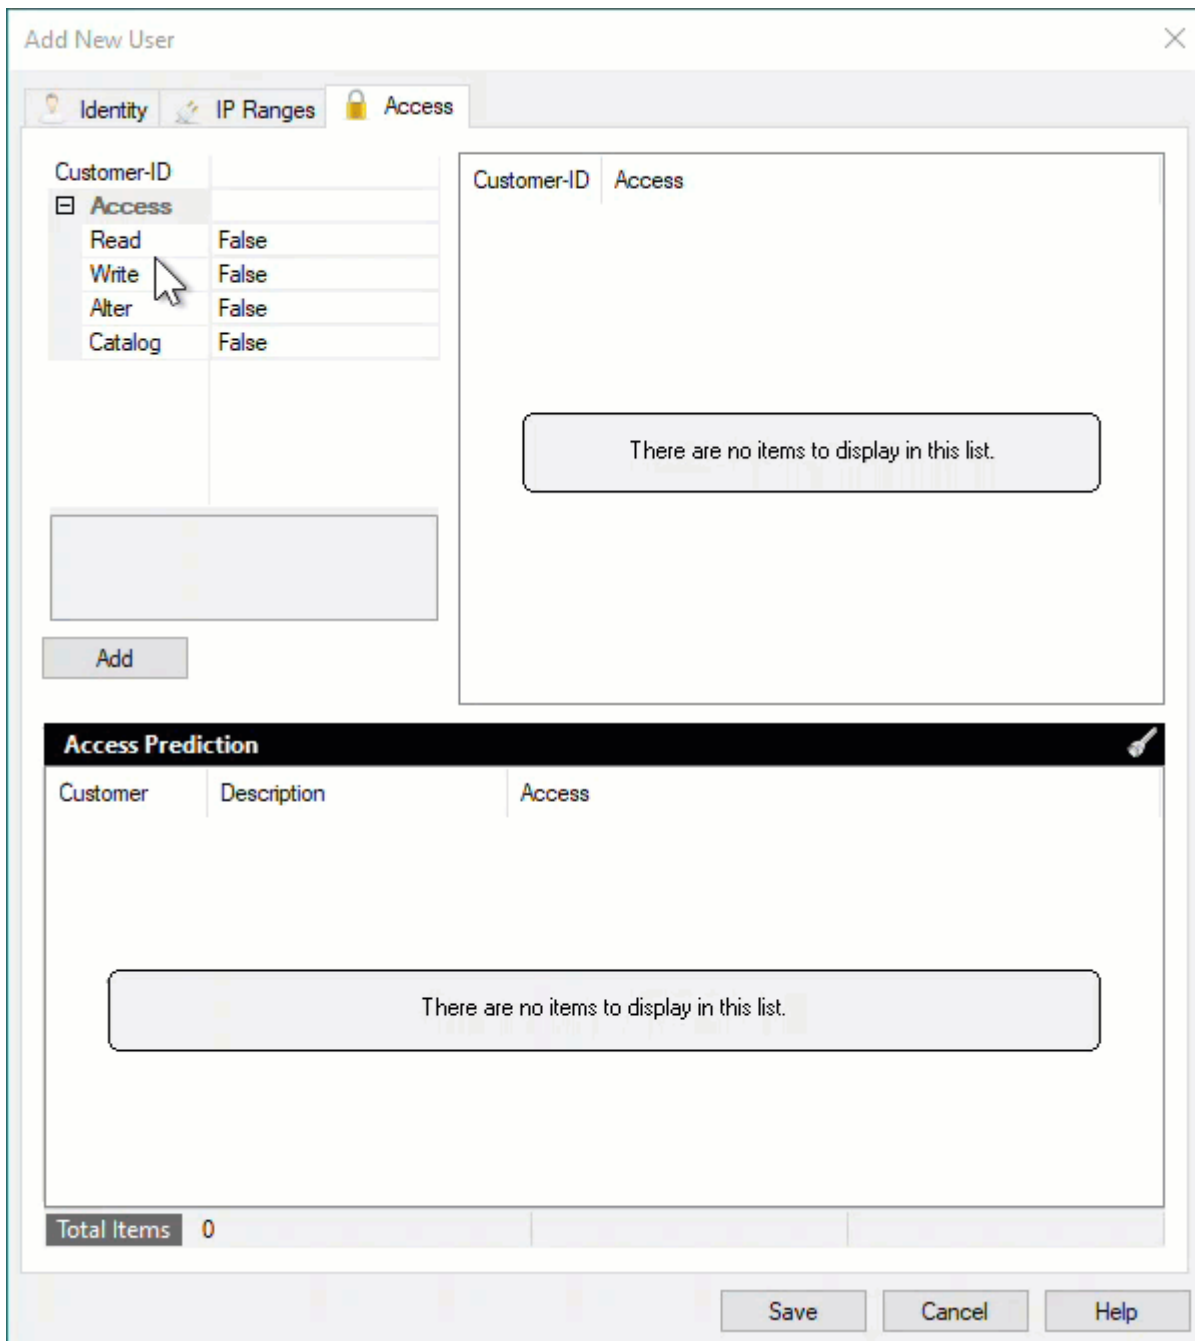 Add New User
Identity IP Ranges Access
Customer-ID
Access
Read False
Write False
Alter False
Catalog False
Add
Customer-ID Access
There are no items to display in this list.
Access Prediction
Customer Description Access
There are no items to display in this list.
Total Items 0
Save Cancel Help